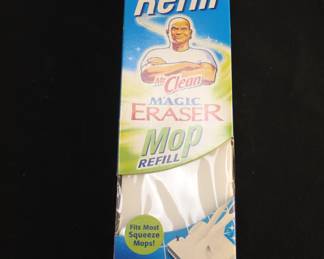 Refill
Mr.
Clean
MAGIC
ERASER
Mop
REFILL
Fits Most
Squeeze
Mops!